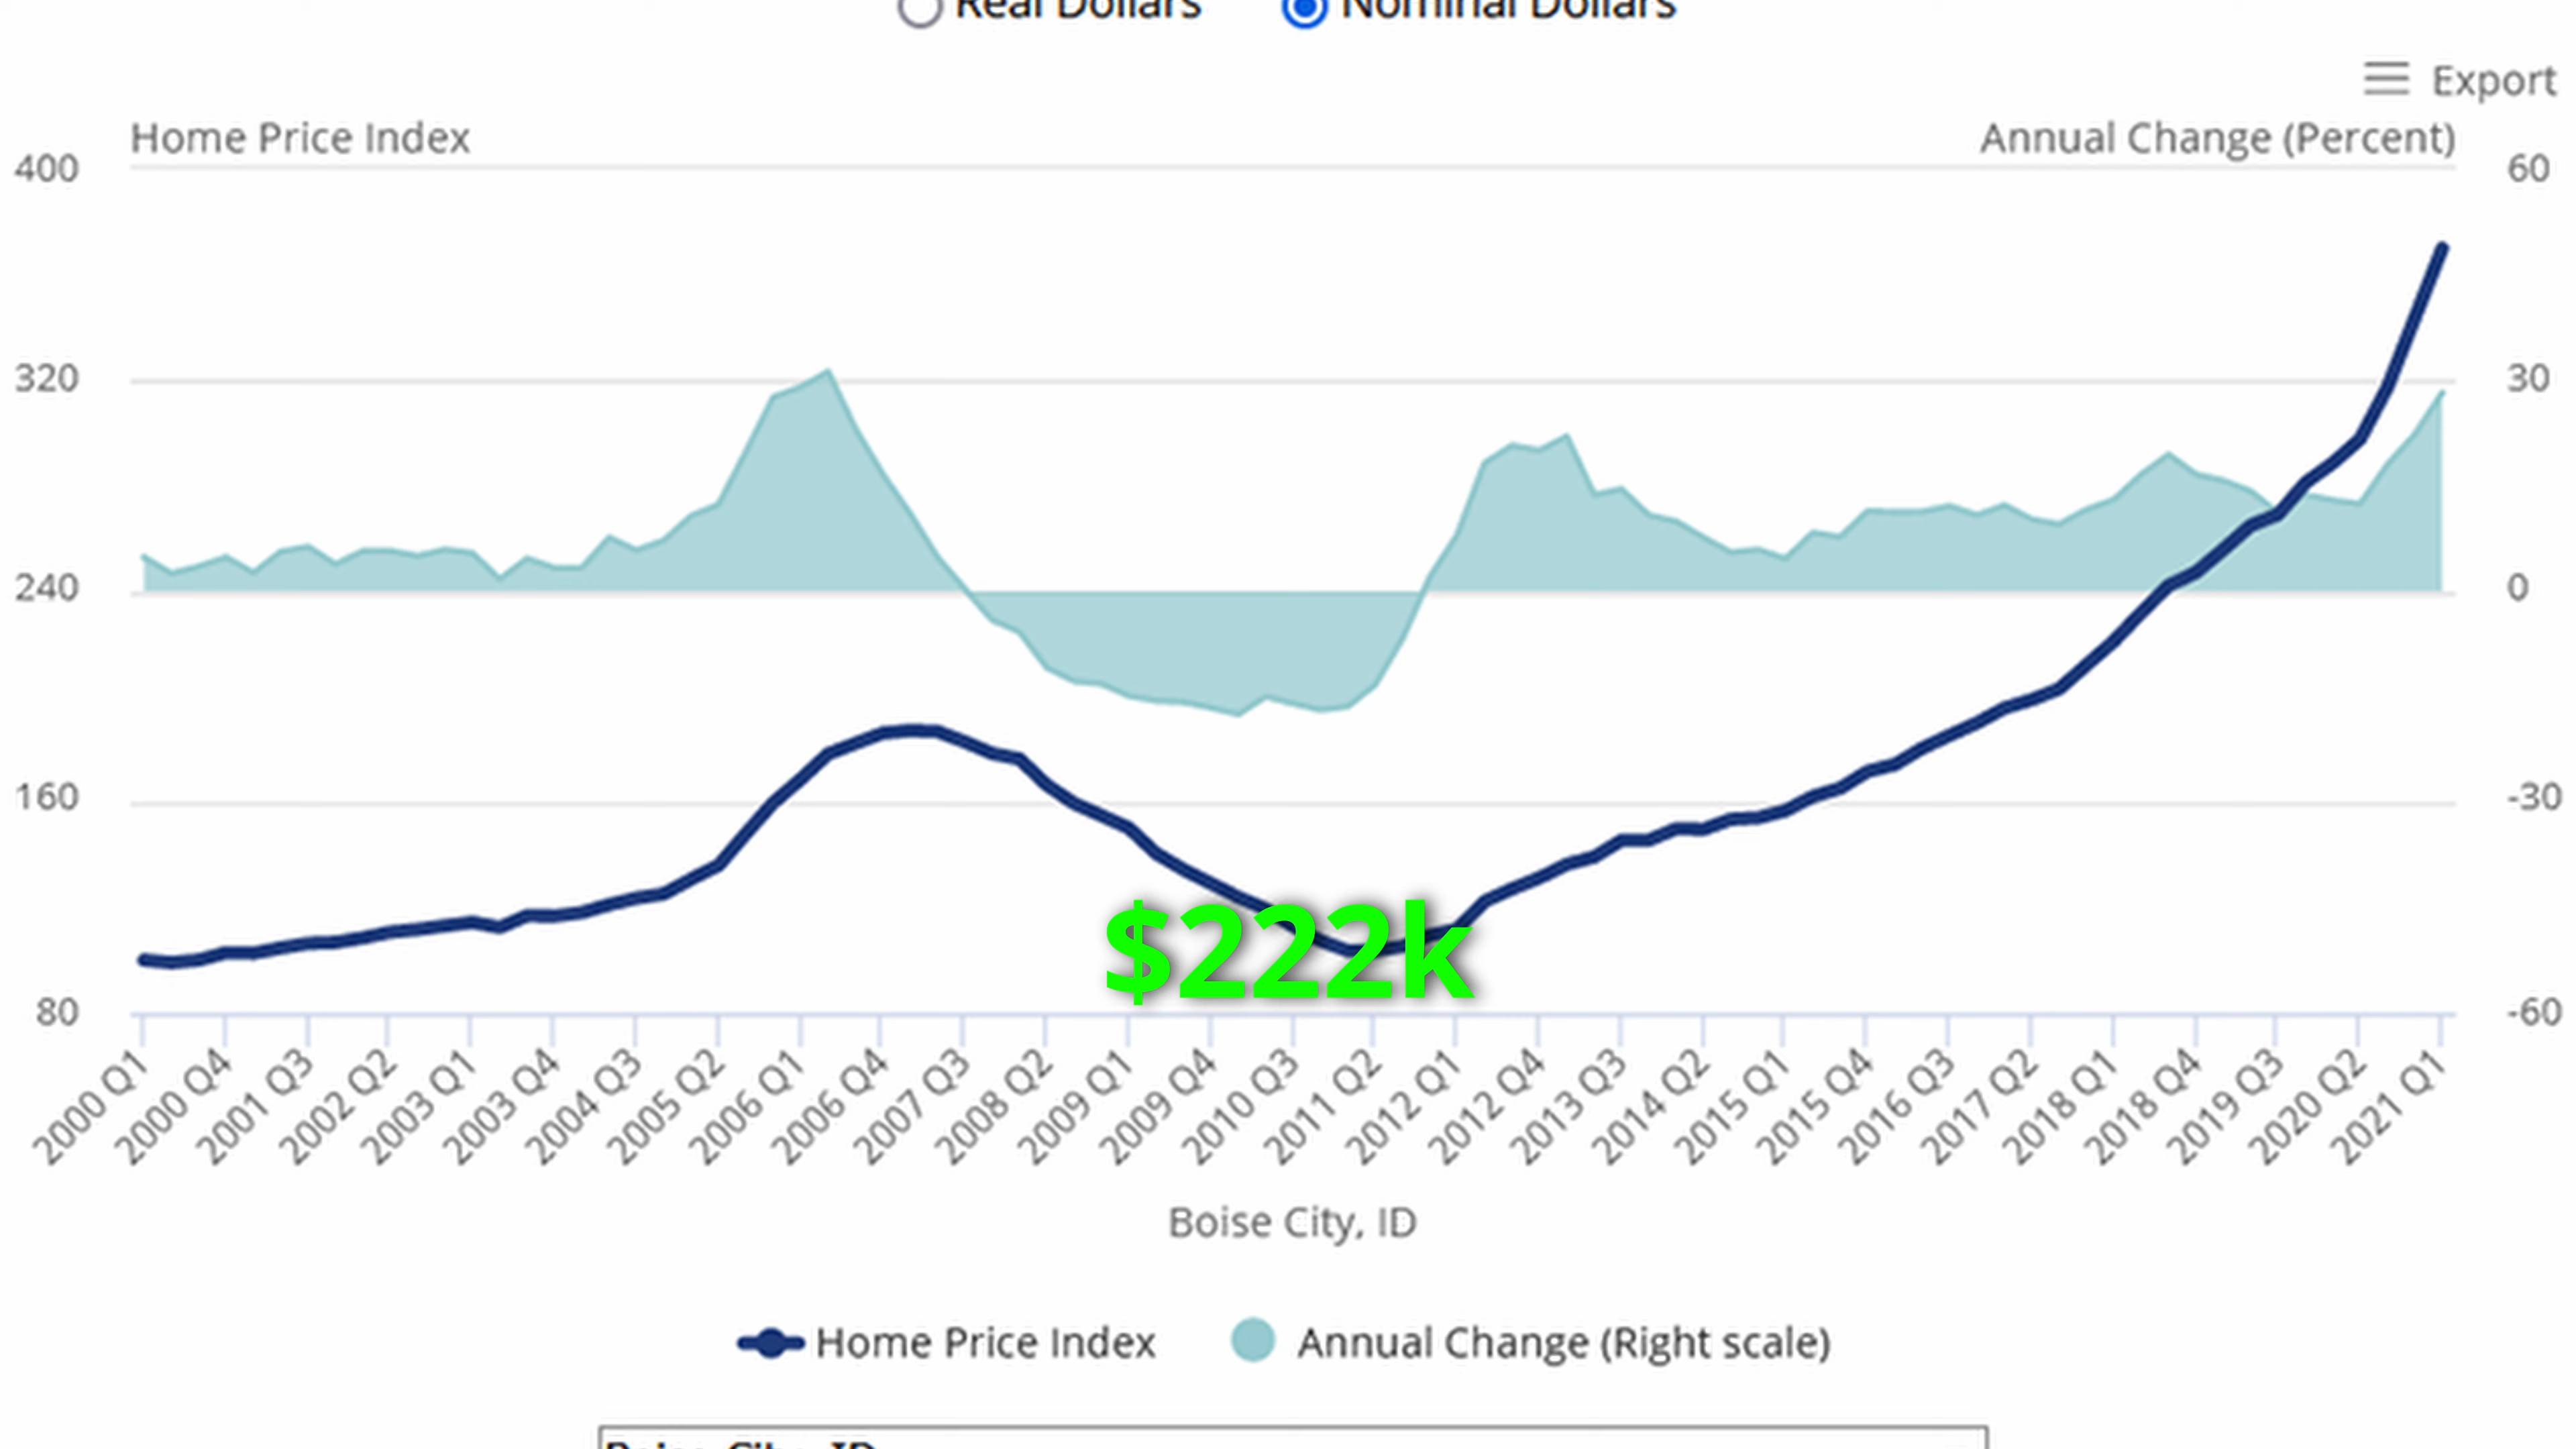 Real Dollars Nominal Dollars
Export
Home Price Index Annual Change (Percent)
400 60
320 30
240 0
160 -30
$222k
80 -60
2000 Q1 2000 Q4 2001 Q3 2002 Q2 2003 Q1 2003 Q4 2004 Q3 2005 Q2 2006 Q1 2006 Q4 2007 Q3 2008 Q2 2009 Q1 2009 Q4 2010 Q3 2011 Q2 2012 Q1 2012 Q4 2013 Q3 2014 Q2 2015 Q1 2015 Q4 2016 Q3 2017 Q2 2018 Q1 2018 Q4 2019 Q3 2020 Q2 2021 Q1
Boise City, ID
Home Price Index Annual Change (Right scale)
Boise City, ID